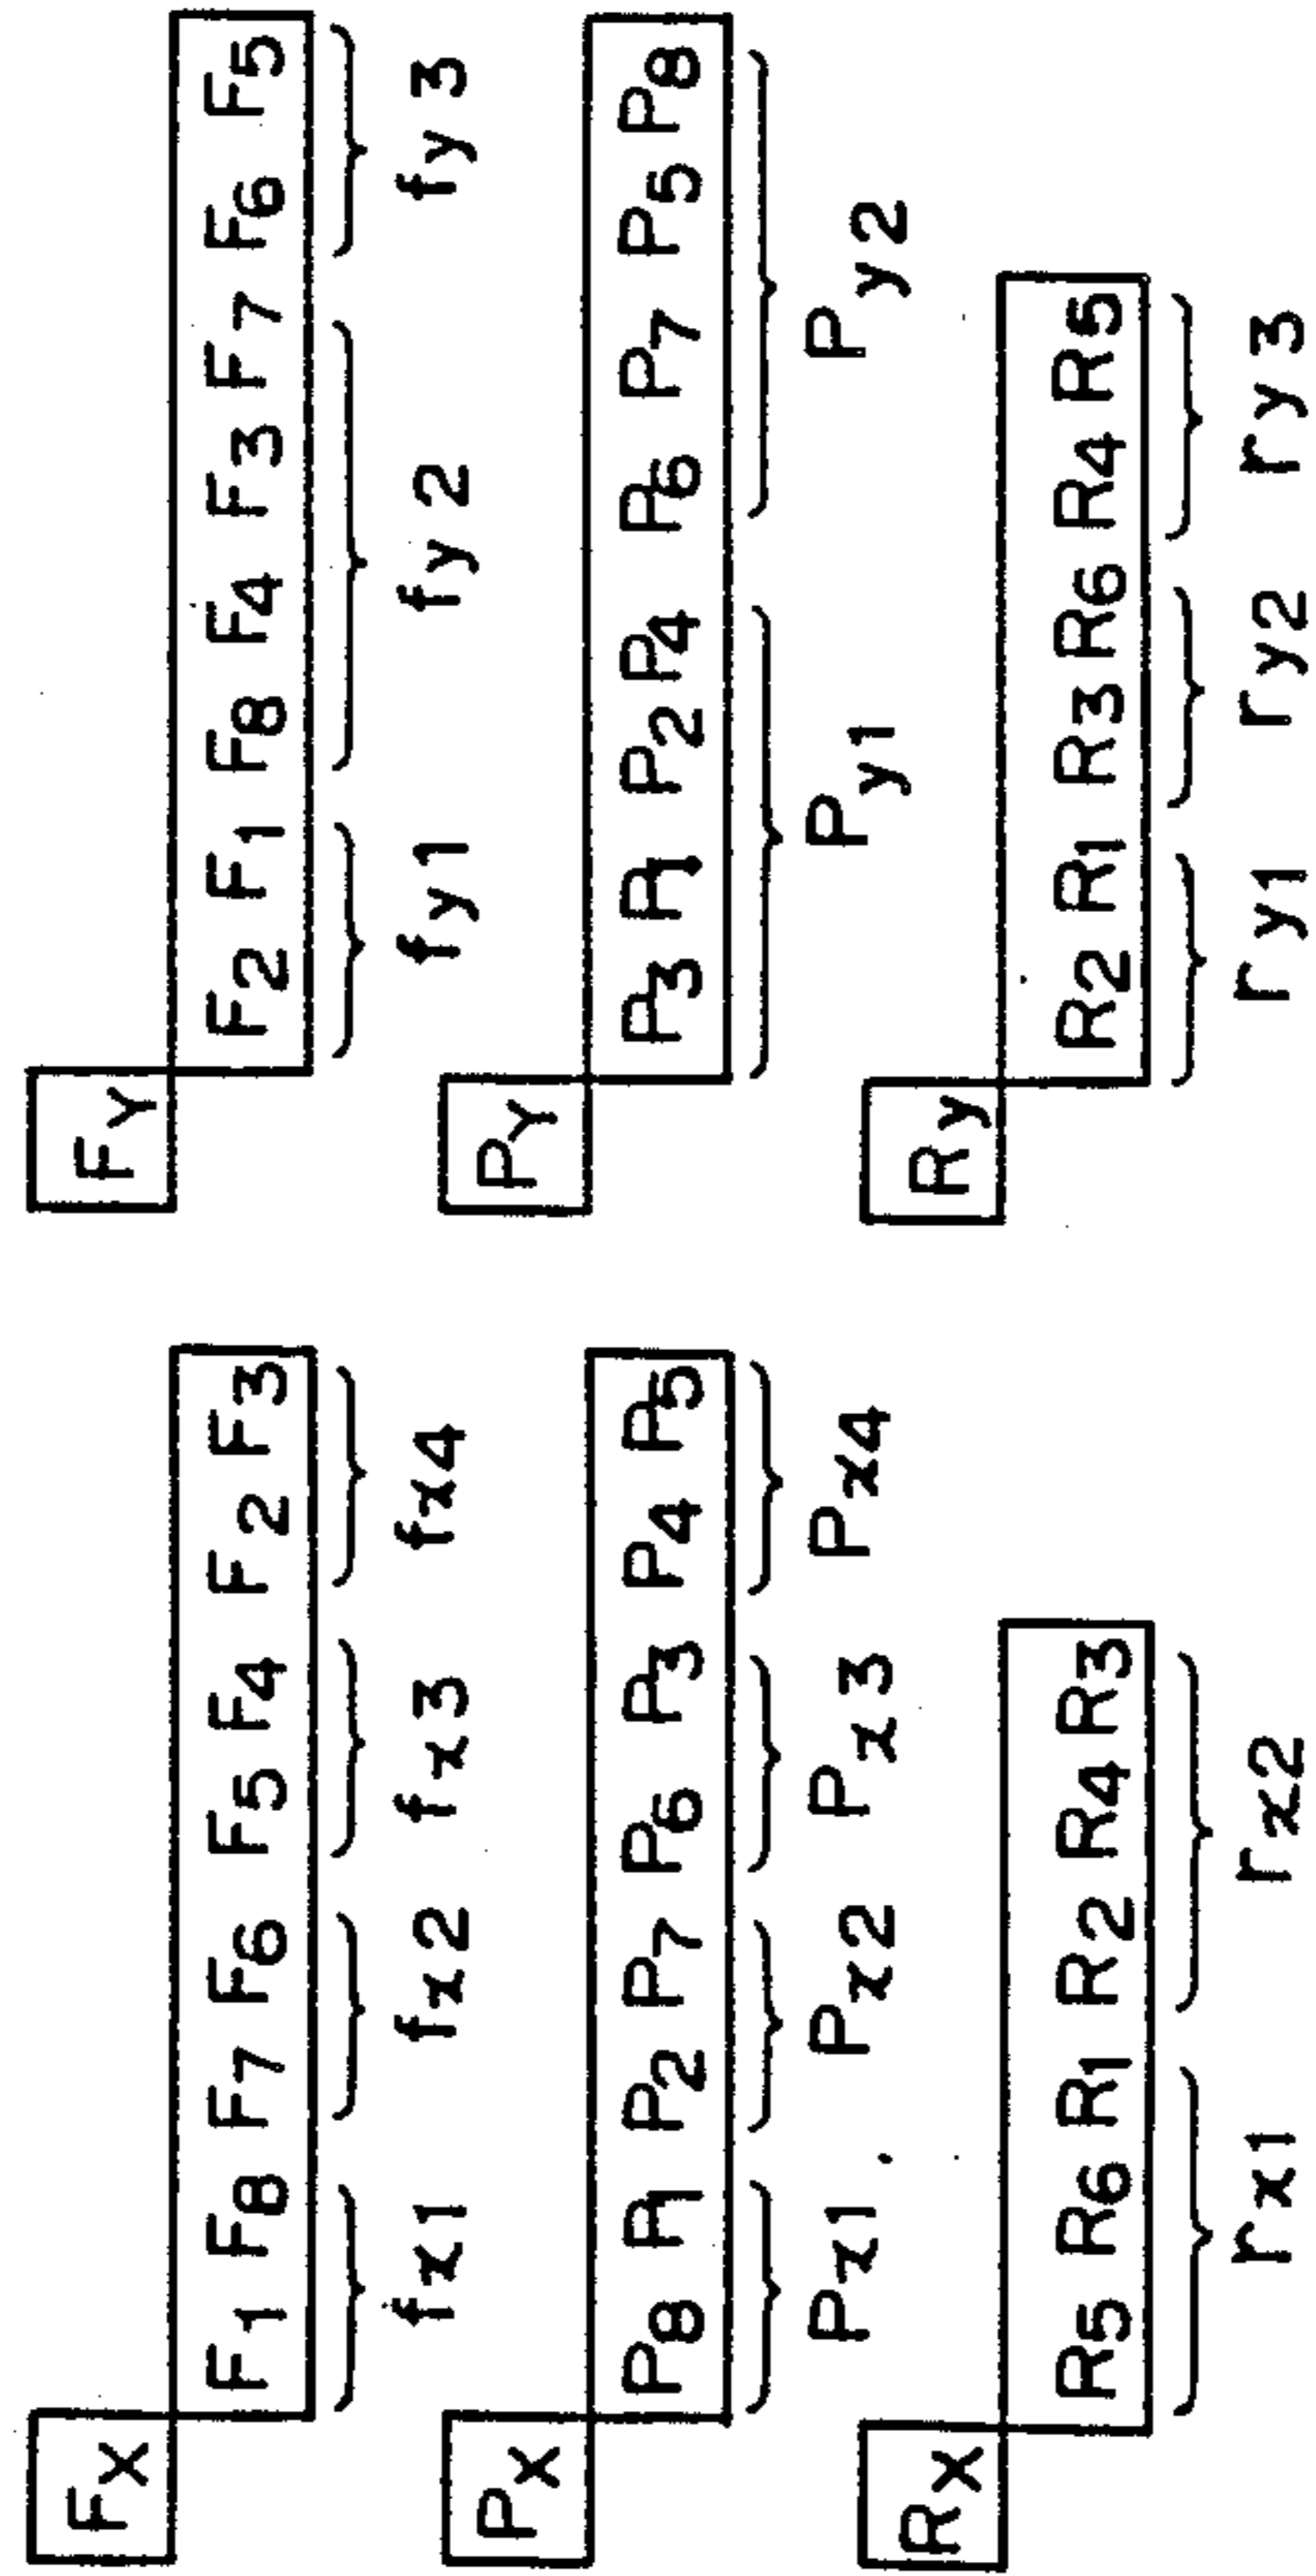 FX
F1 F8 F7 F6 F5 F4 F2 F3
fx1 fx2 fx3 fx4
PX
P8 P1 P2 P7 P6 P3 P4 P5
Px1 Px2 Px3 Px4
RX
R5 R6 R1 R2 R4 R3
rx1 rx2
FY
F2 F1 F8 F4 F3 F7 F6 F5
fy1 fy2 fy3
PY
P3 P1 P2 P4 P6 P7 P5 P8
Py1 Py2
Ry
R2 R1 R3 R6 R4 R5
ry1 ry2 ry3